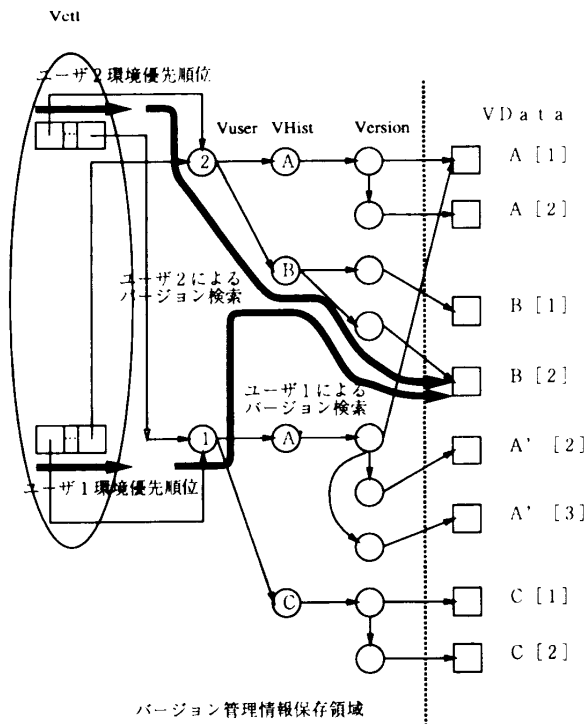 Vctl
ユーザ2環境優先順位
Vuser
VHist
Version
VData
2
A
A [1]
A [2]
ユーザ2による
バージョン検索
B
B [1]
B [2]
ユーザ1による
バージョン検索
1
A'
A' [2]
ユーザ1環境優先順位
A' [3]
C
C [1]
C [2]
バージョン管理情報保存領域